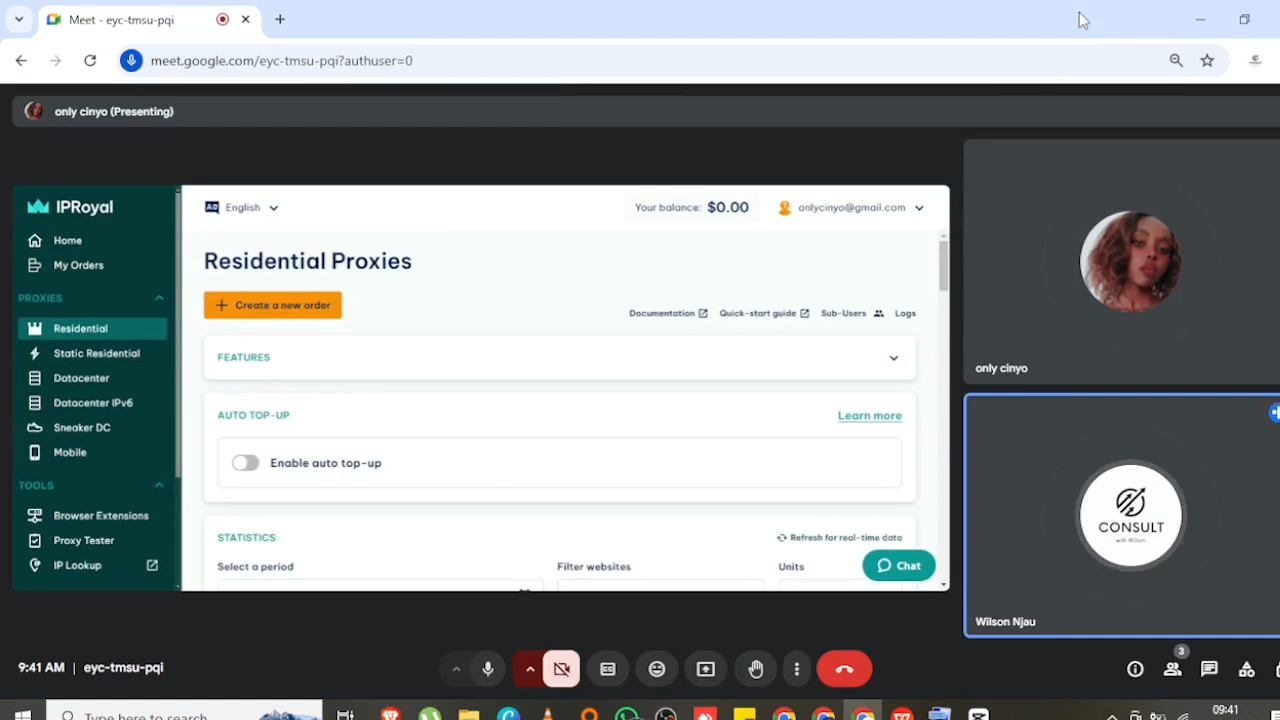 Meet - eyc-tmsu-pqi
meet.google.com/eyc-tmsu-pqi?authuser=0
only cinyo (Presenting)
IPRoyal
Home
My Orders
PROXIES
Residential
Static Residential
Datacenter
Datacenter IPv6
Sneaker DC
Mobile
TOOLS
Browser Extensions
Proxy Tester
IP Lookup
English
Your balance: $0.00
onlycinyo@gmail.com
Residential Proxies
+ Create a new order
Documentation
Quick-start guide
Sub-Users
Logs
FEATURES
AUTO TOP-UP
Learn more
Enable auto top-up
STATISTICS
Refresh for real-time data
Select a period
Filter websites
Units
Chat
only cinyo
CONSULT
with Wilson
Wilson Njau
9:41 AM | eyc-tmsu-pqi
3
Type here to search
09:41